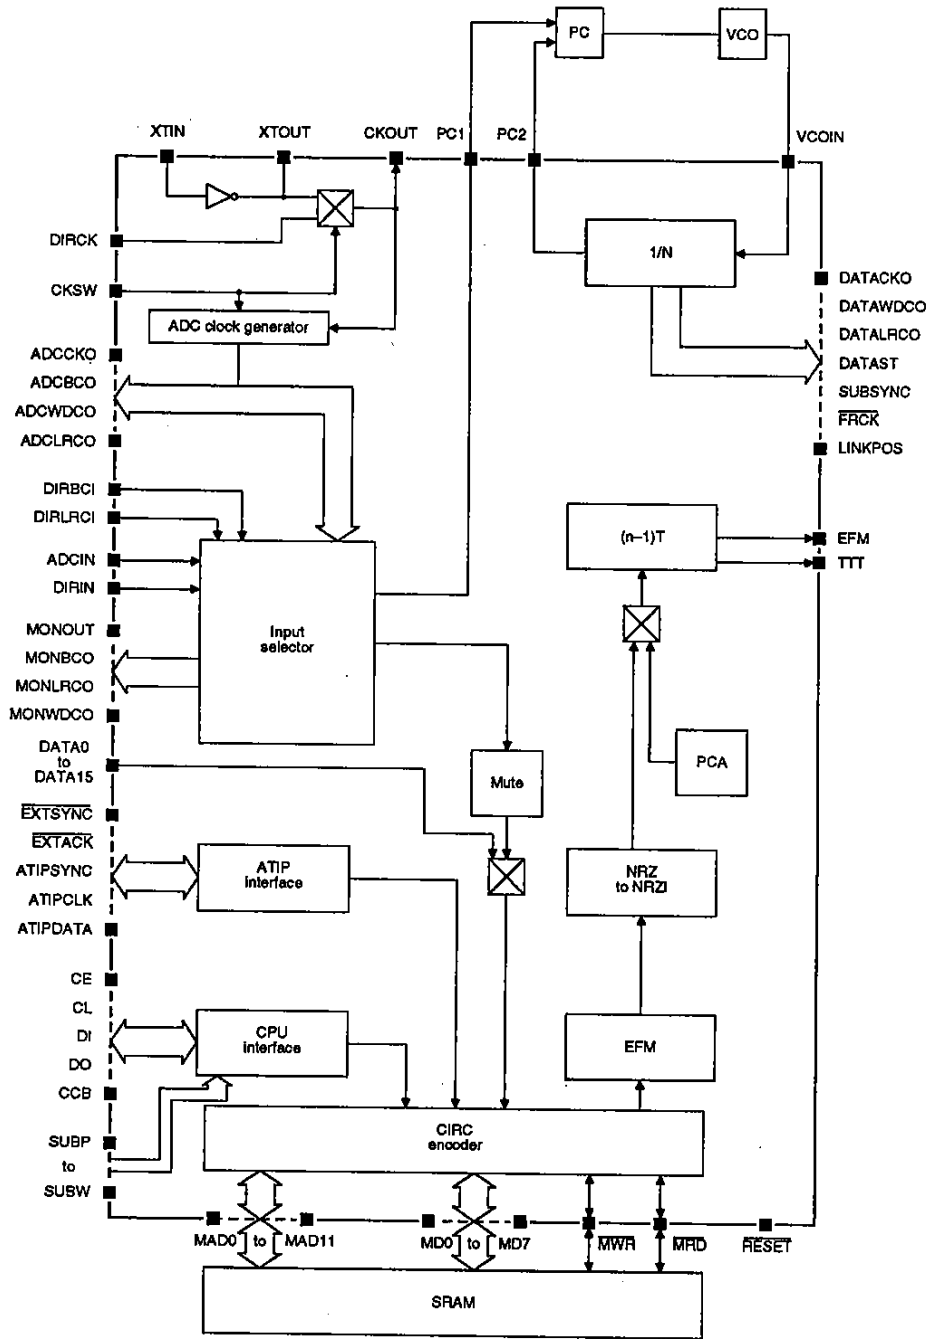 PC
VCO
XTIN
XTOUT
CKOUT
PC1
PC2
VCOIN
DIRCK
CKSW
ADC clock generator
1/N
ADCCKO
ADCBCO
ADCWDCO
ADCLRCO
DATACKO
DATAWDCO
DATALRCO
DATAST
SUBSYNC
FRCK
LINKPOS
DIRBCI
DIRLRCI
ADCIN
DIRIN
MONOUT
MONBCO
MONLRCO
MONWDCO
Input
selector
(n–1)T
EFM
TTT
DATA0
to
DATA15
Mute
PCA
EXTSYNC
EXTACK
ATIPSYNC
ATIPCLK
ATIPDATA
ATIP
interface
NRZ
to NRZI
CE
CL
DI
DO
CCB
CPU
interface
EFM
SUBP
to
SUBW
CIRC
encoder
MAD0 to MAD11
MD0 to MD7
MWR
MRD
RESET
SRAM